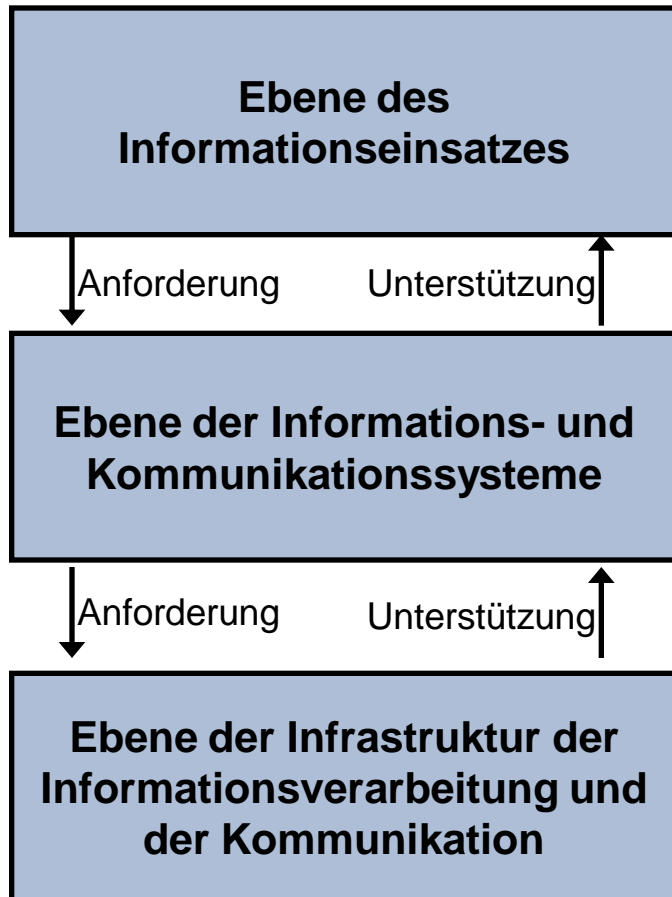 Ebene des
Informationseinsatzes
Anforderung Unterstützung
Ebene der Informations- und
Kommunikationssysteme
Anforderung Unterstützung
Ebene der Infrastruktur der
Informationsverarbeitung und
der Kommunikation